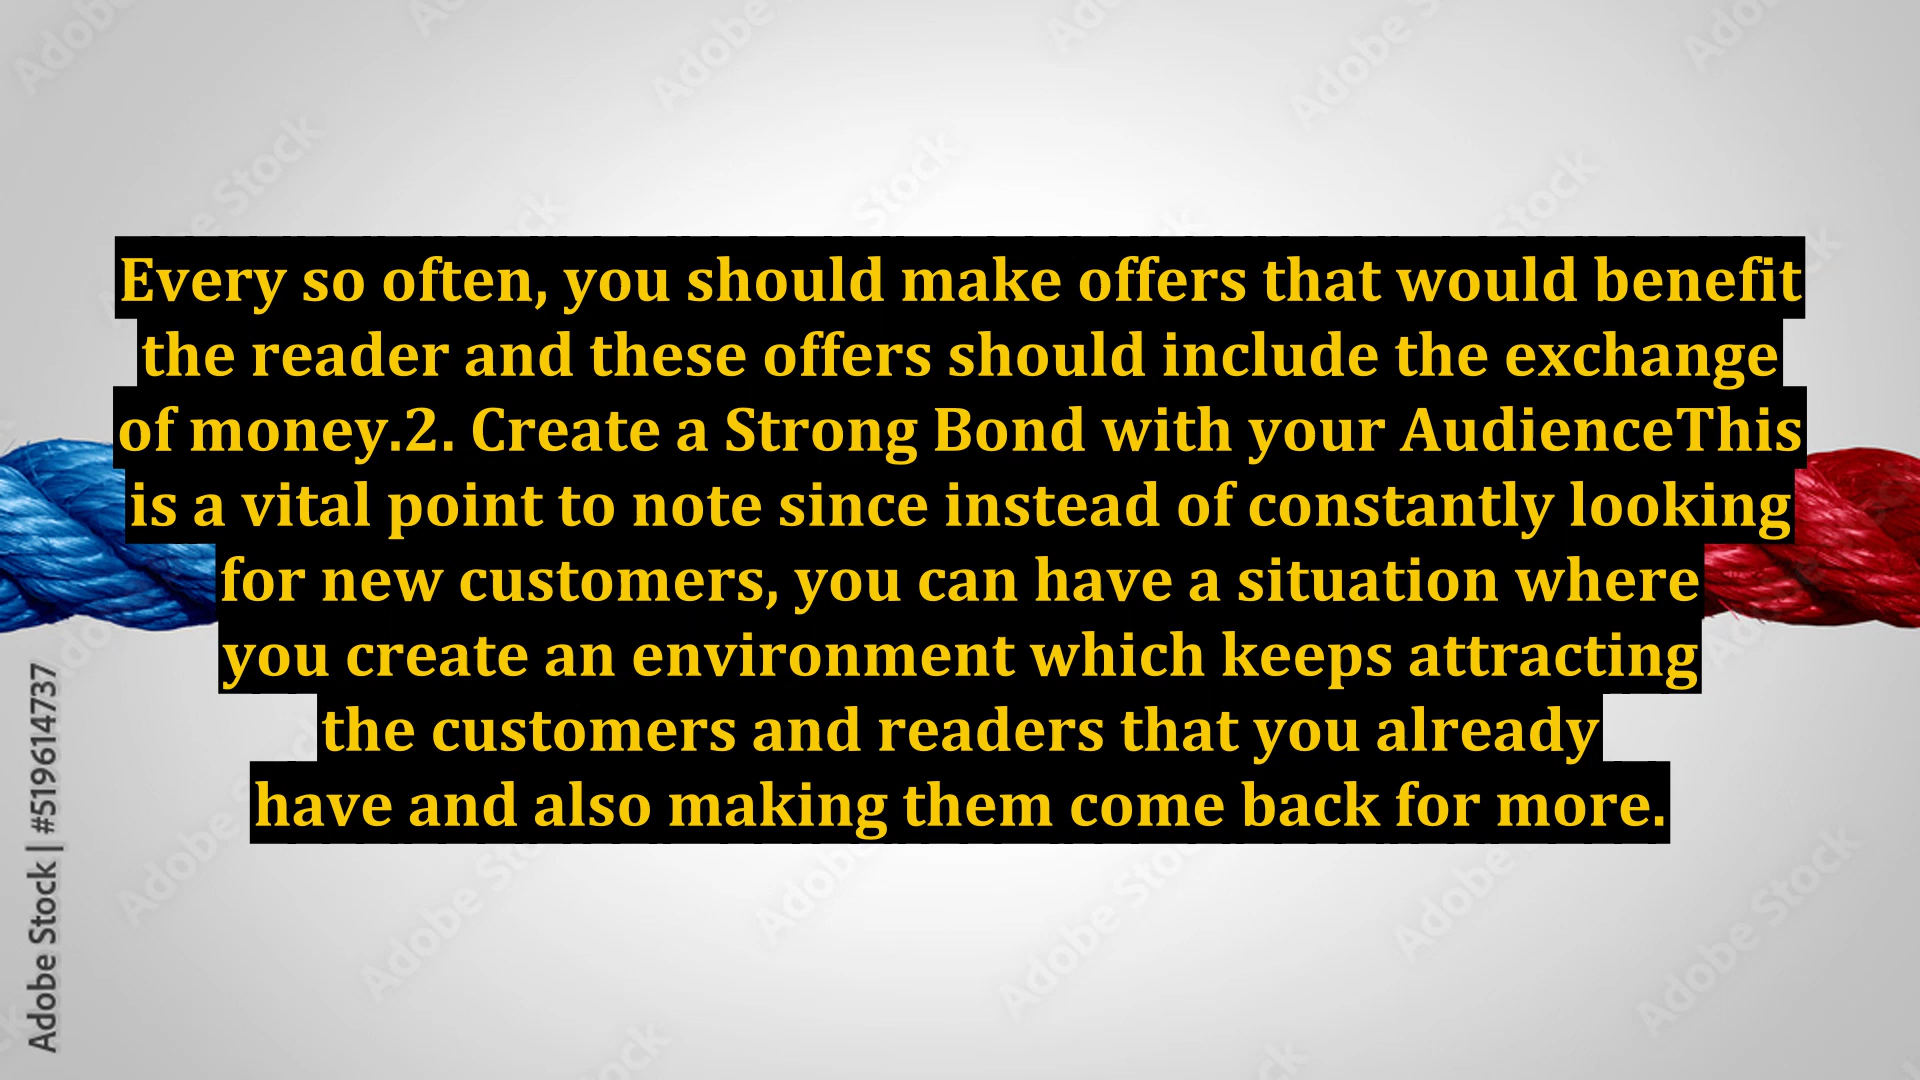 Every so often, you should make offers that would benefit
the reader and these offers should include the exchange
of money.2. Create a Strong Bond with your AudienceThis
is a vital point to note since instead of constantly looking
for new customers, you can have a situation where
you create an environment which keeps attracting
the customers and readers that you already
have and also making them come back for more.
Adobe Stock | #519614737